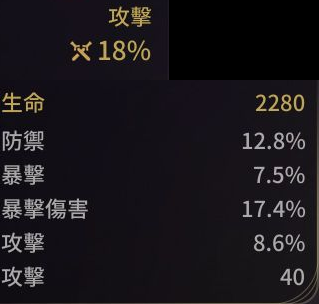 攻擊
18%
生命 2280
防禦 12.8%
暴擊 7.5%
暴擊傷害 17.4%
攻擊 8.6%
攻擊 40